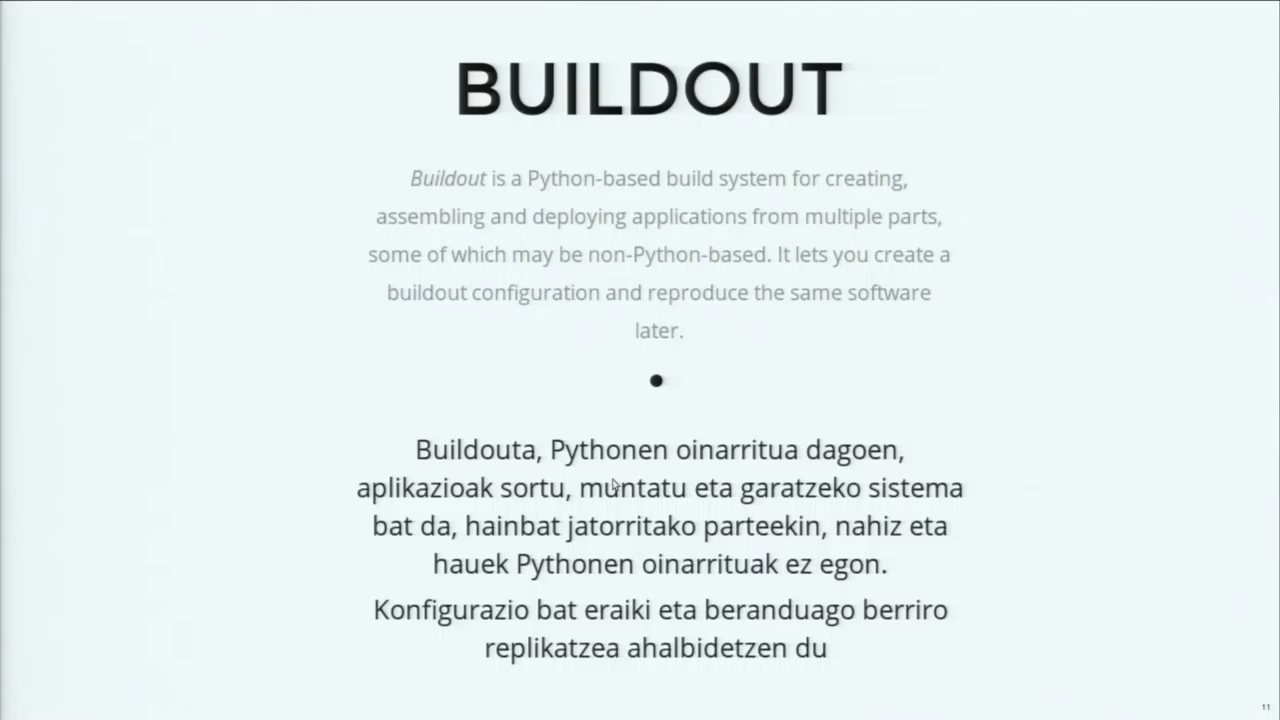 BUILDOUT
Buildout is a Python-based build system for creating,
assembling and deploying applications from multiple parts,
some of which may be non-Python-based. It lets you create a
buildout configuration and reproduce the same software
later.
Buildouta, Pythonen oinarritua dagoen,
aplikazioak sortu, muntatu eta garatzeko sistema
bat da, hainbat jatorritako parteekin, nahiz eta
hauek Pythonen oinarrituak ez egon.
Konfigurazio bat eraiki eta beranduago berriro
replikatzea ahalbidetzen du
11